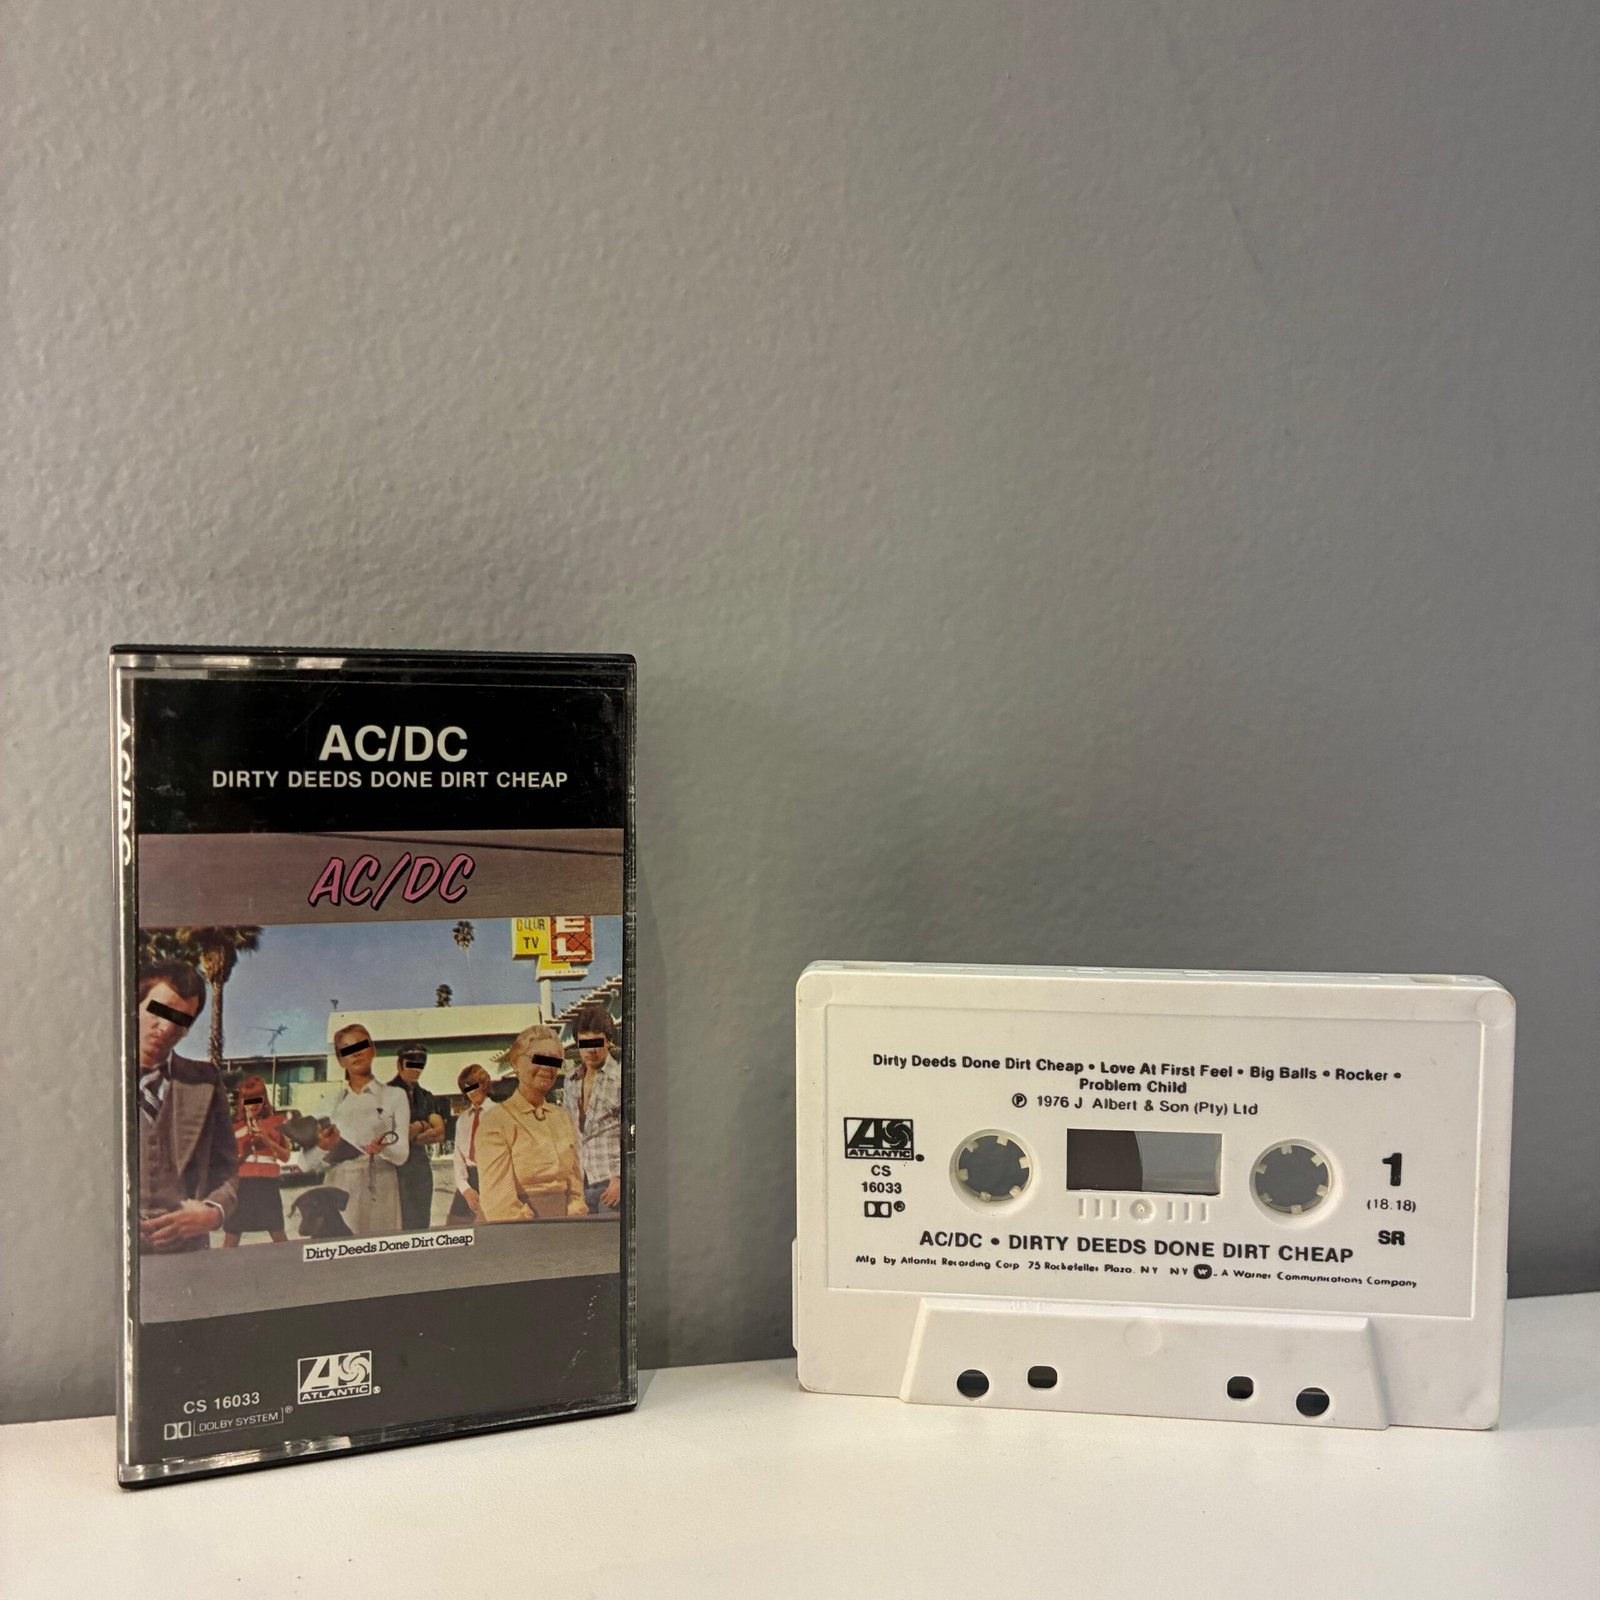 AC/DC
DIRTY DEEDS DONE DIRT CHEAP
AC/DC
AC/DC
COLOR
TV
EL
VACANCY
Dirty Deeds Done Dirt Cheap
ATLANTIC®
CS 16033
DOLBY SYSTEM®
Dirty Deeds Done Dirt Cheap • Love At First Feel • Big Balls • Rocker •
Problem Child
℗ 1976 J. Albert & Son (Pty) Ltd
ATLANTIC®
CS
16033
®
1
(18.18)
SR
AC/DC • DIRTY DEEDS DONE DIRT CHEAP
Mfg. by Atlantic Recording Corp. 75 Rockefeller Plaza, N.Y. N.Y. W - A Warner Communications Company